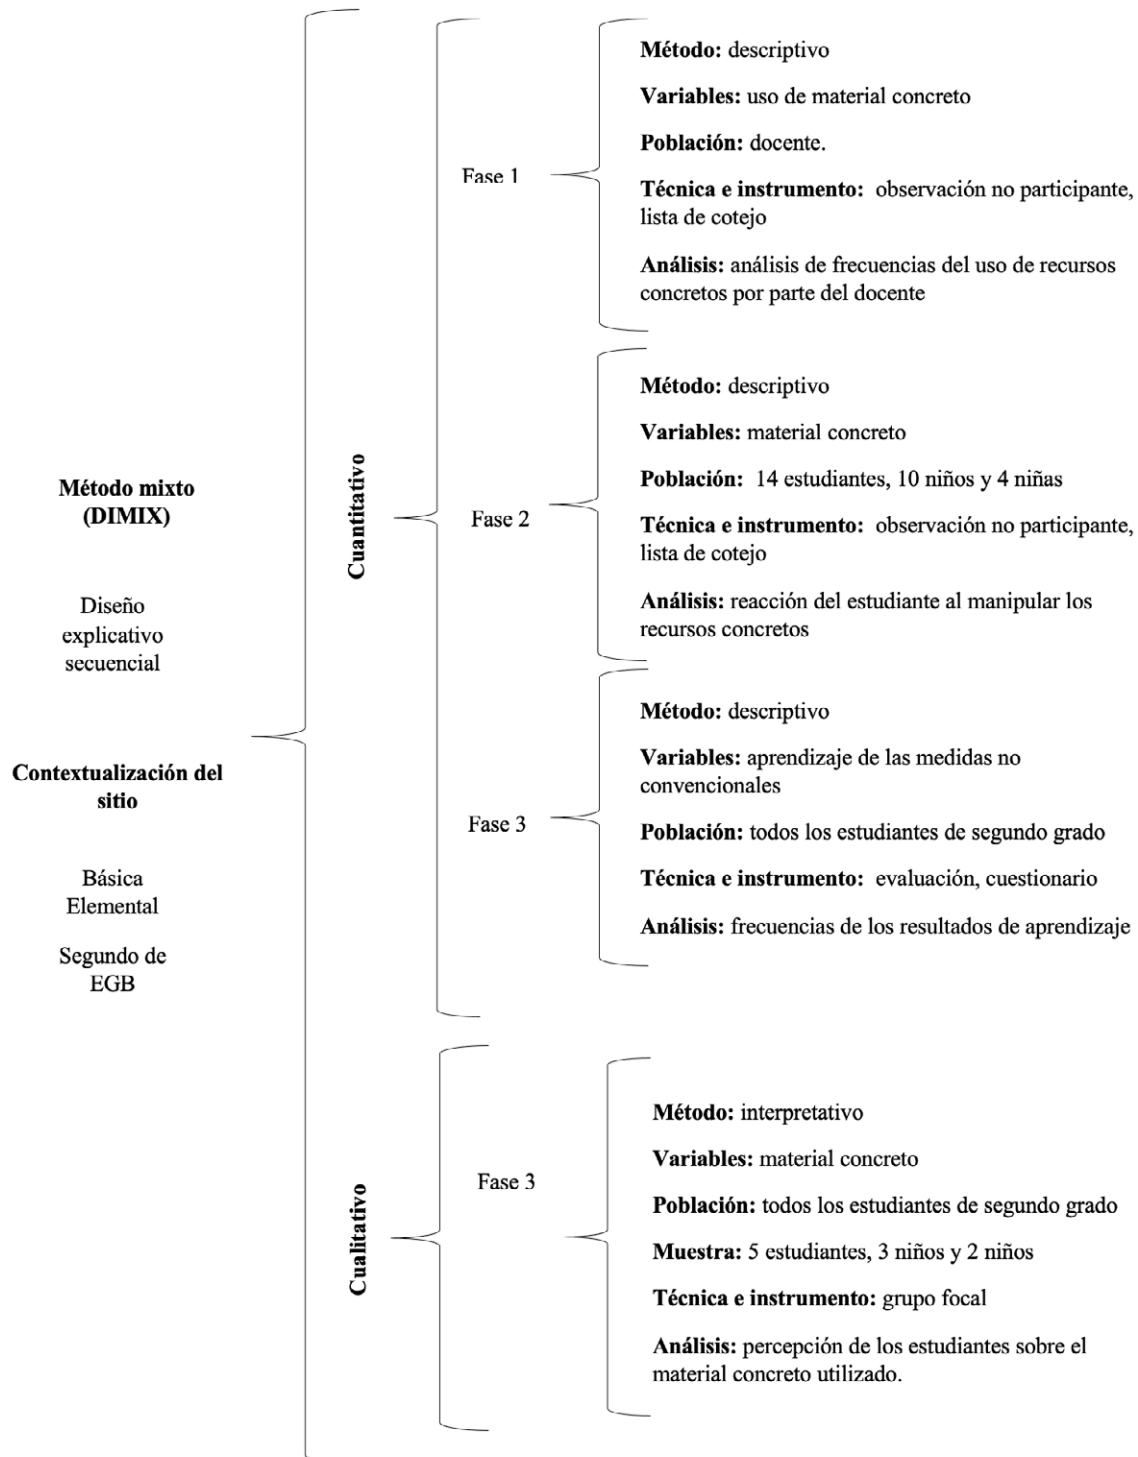 Método mixto
(DIMIX)
Diseño
explicativo
secuencial
Contextualización del
sitio
Básica
Elemental
Segundo de
EGB
Cuantitativo
Fase 1
Método: descriptivo
Variables: uso de material concreto
Población: docente.
Técnica e instrumento: observación no participante,
lista de cotejo
Análisis: análisis de frecuencias del uso de recursos
concretos por parte del docente
Fase 2
Método: descriptivo
Variables: material concreto
Población: 14 estudiantes, 10 niños y 4 niñas
Técnica e instrumento: observación no participante,
lista de cotejo
Análisis: reacción del estudiante al manipular los
recursos concretos
Fase 3
Método: descriptivo
Variables: aprendizaje de las medidas no
convencionales
Población: todos los estudiantes de segundo grado
Técnica e instrumento: evaluación, cuestionario
Análisis: frecuencias de los resultados de aprendizaje
Cualitativo
Fase 3
Método: interpretativo
Variables: material concreto
Población: todos los estudiantes de segundo grado
Muestra: 5 estudiantes, 3 niños y 2 niños
Técnica e instrumento: grupo focal
Análisis: percepción de los estudiantes sobre el
material concreto utilizado.